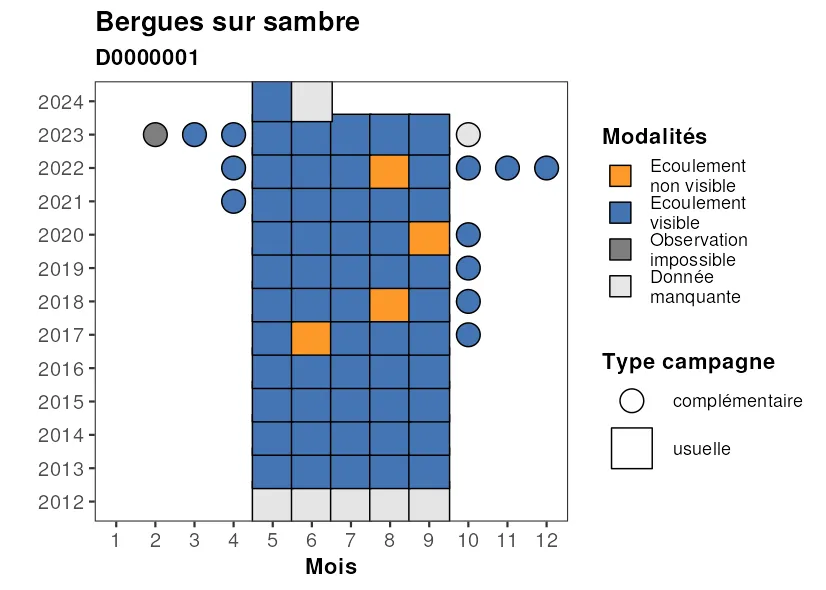 Bergues sur sambre
D0000001
2024
2023
2022
2021
2020
2019
2018
2017
2016
2015
2014
2013
2012
1 2 3 4 5 6 7 8 9 10 11 12
Mois
Modalités
Ecoulement
non visible
Ecoulement
visible
Observation
impossible
Donnée
manquante
Type campagne
complémentaire
usuelle